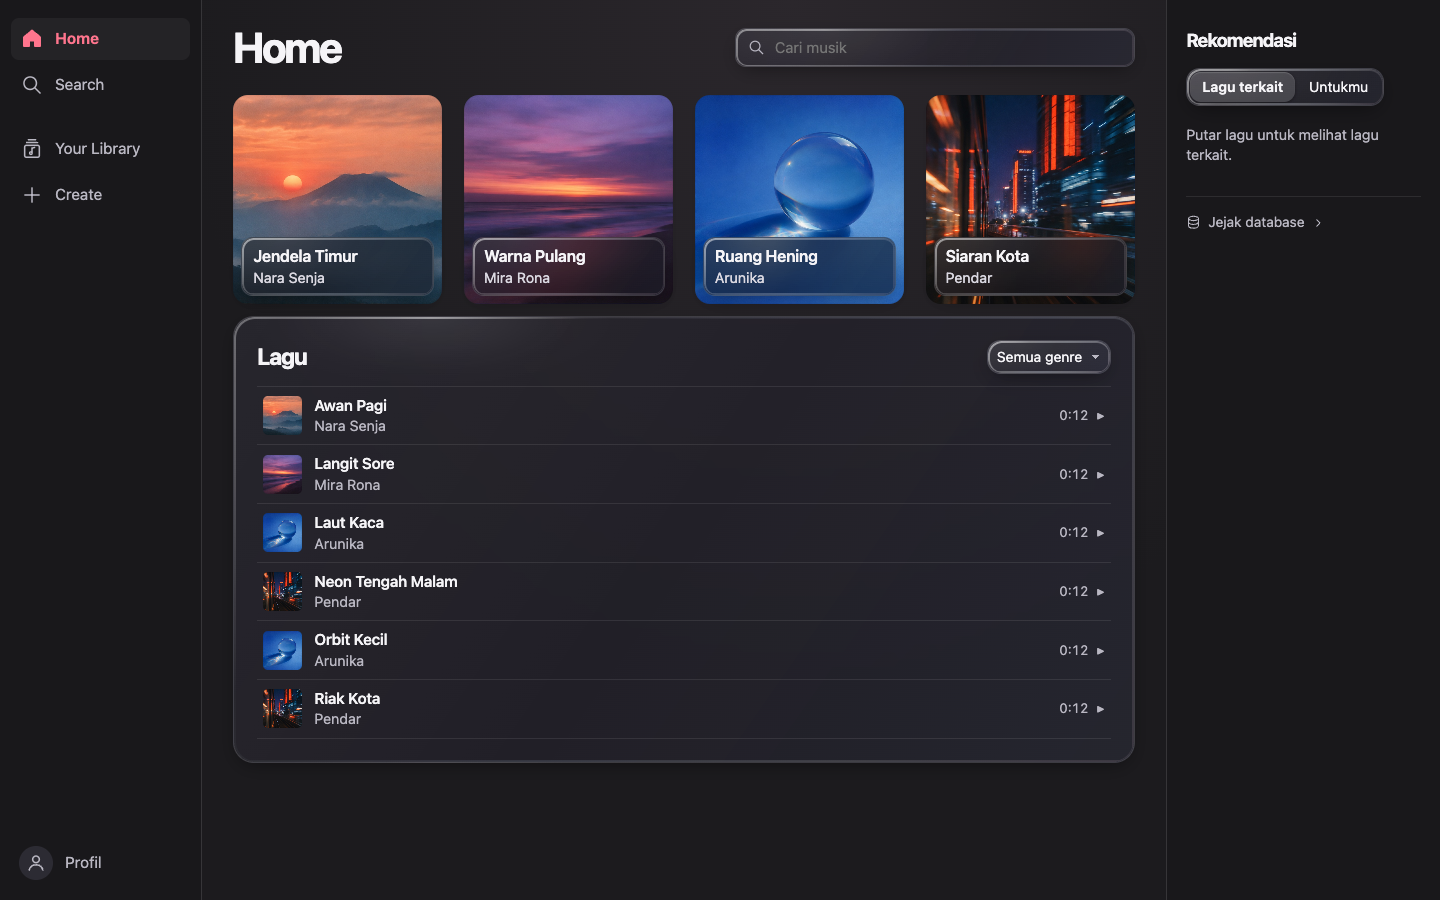 Home
Search
Your Library
Create
Profil
Home
Cari musik
Jendela Timur
Nara Senja
Warna Pulang
Mira Rona
Ruang Hening
Arunika
Siaran Kota
Pendar
Lagu
Semua genre
Awan Pagi
Nara Senja
0:12
Langit Sore
Mira Rona
0:12
Laut Kaca
Arunika
0:12
Neon Tengah Malam
Pendar
0:12
Orbit Kecil
Arunika
0:12
Riak Kota
Pendar
0:12
Rekomendasi
Lagu terkait
Untukmu
Putar lagu untuk melihat lagu
terkait.
Jejak database